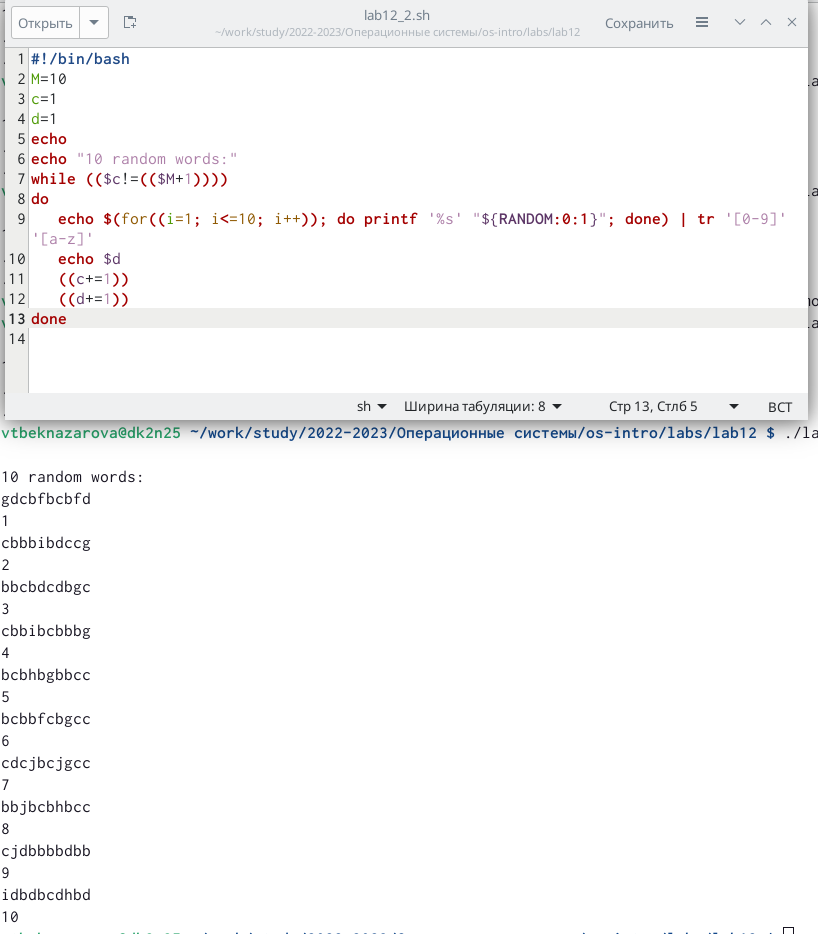 Открыть
lab12_2.sh
~/work/study/2022-2023/Операционные системы/os-intro/labs/lab12
Сохранить
1 #!/bin/bash
2 M=10
3 c=1
4 d=1
5 echo
6 echo "10 random words:"
7 while (($c!=(($M+1))))
8 do
9 echo $(for((i=1; i<=10; i++)); do printf '%s' "${RANDOM:0:1}"; done) | tr '[0-9]'
'[a-z]'
10 echo $d
11 ((c+=1))
12 ((d+=1))
13 done
14
sh Ширина табуляции: 8 Стр 13, Стлб 5 ВСТ
vtbeknazarova@dk2n25 ~/work/study/2022-2023/Операционные системы/os-intro/labs/lab12 $ ./la
10 random words:
gdcbfbcbfd
1
cbbbibdccg
2
bbcbdcdbgc
3
cbbibcbbbg
4
bcbhbgbbcc
5
bcbbfcbgcc
6
cdcjbcjgcc
7
bbjbcbhbcc
8
cjdbbbbdbb
9
idbdbcdhbd
10